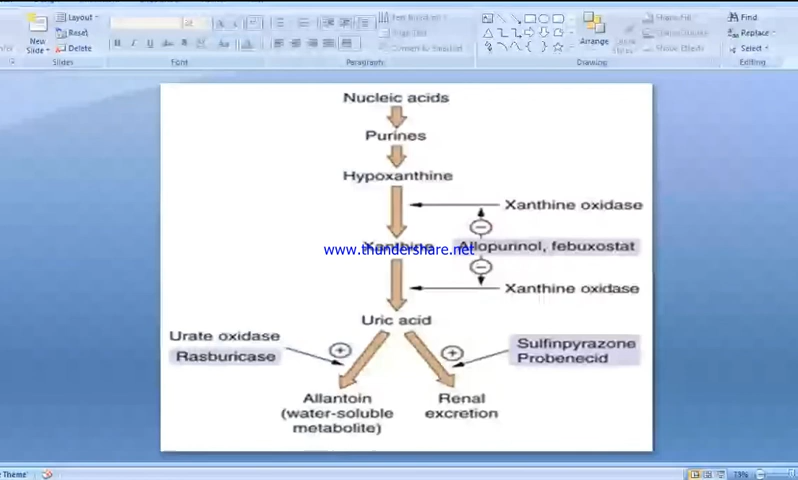 Layout
Reset
New
Slide
Delete
Slides
Font
Paragraph
Arrange
Drawing
Find
Replace
Select
Editing
Nucleic acids
Purines
Hypoxanthine
Xanthine oxidase
Xanthine
Allopurinol, febuxostat
www.thundershare.net
Xanthine oxidase
Uric acid
Urate oxidase
Rasburicase
Sulfinpyrazone
Probenecid
Allantoin
(water-soluble
metabolite)
Renal
excretion
Theme'